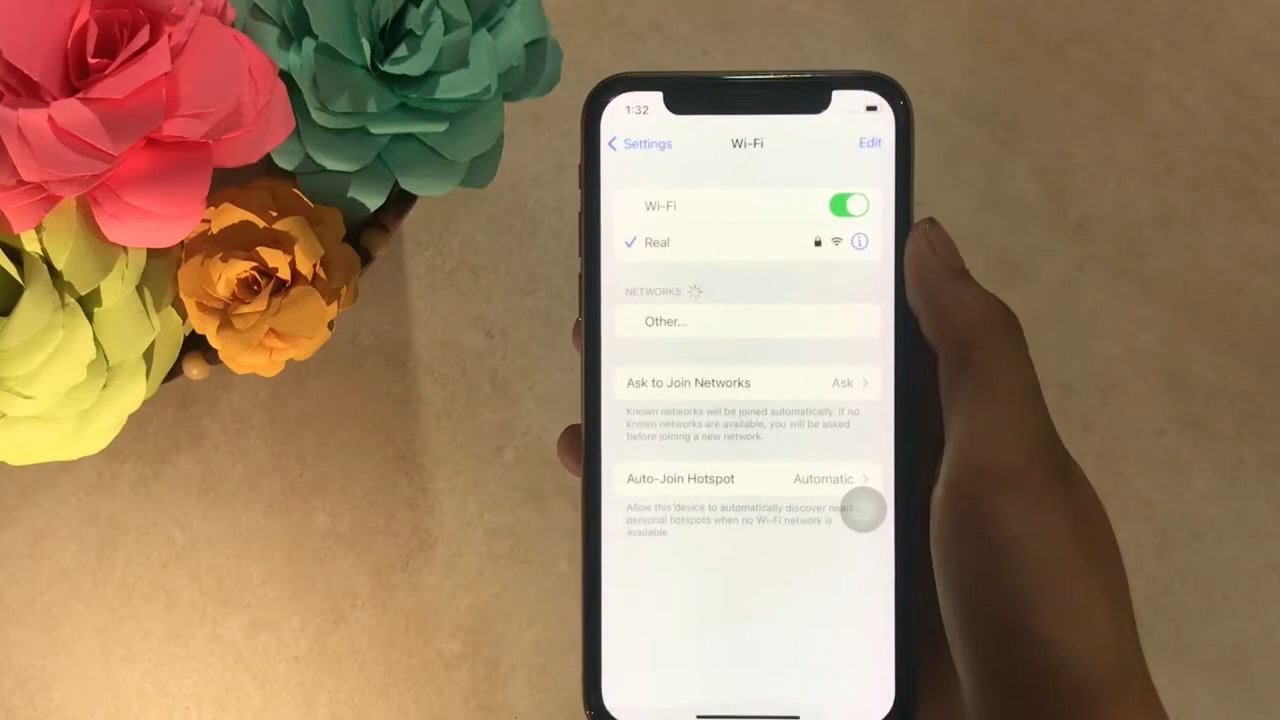 1:32
Settings Wi-Fi Edit
Wi-Fi
Real
NETWORKS
Other...
Ask to Join Networks Ask
Known networks will be joined automatically. If no
known networks are available, you will be asked
before joining a new network.
Auto-Join Hotspot Automatic
Allow this device to automatically discover nearby
personal hotspots when no Wi-Fi network is
available